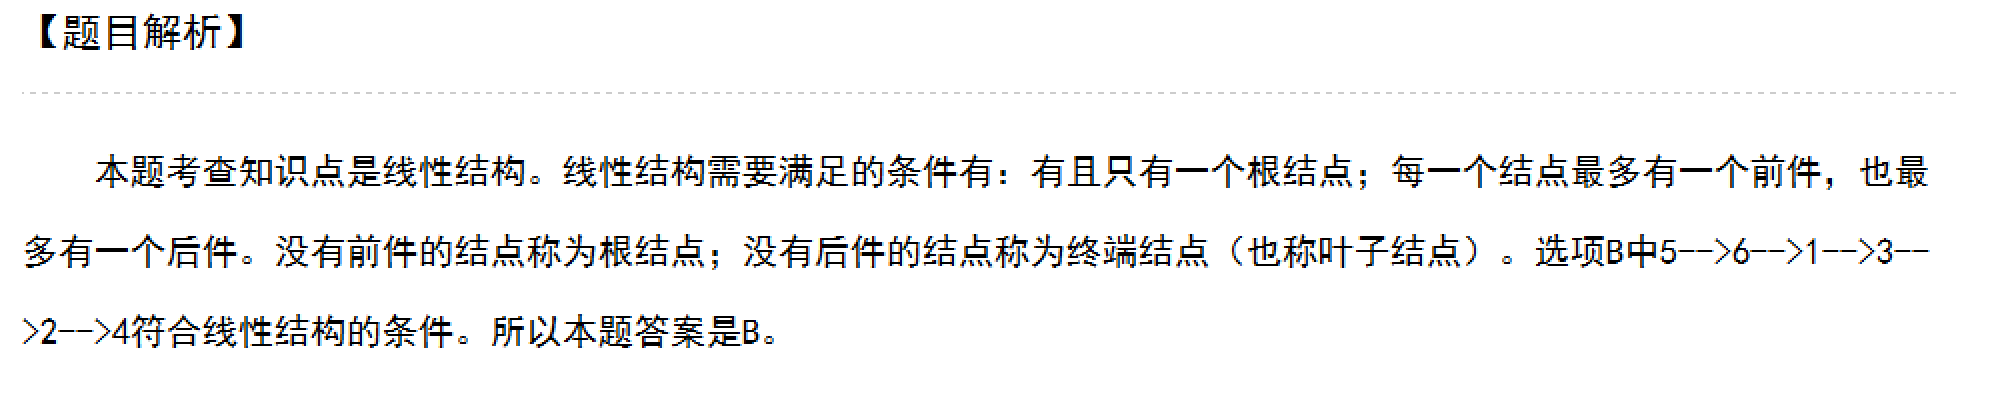 【题目解析】
本题考查知识点是线性结构。线性结构需要满足的条件有：有且只有一个根结点；每一个结点最多有一个前件，也最
多有一个后件。没有前件的结点称为根结点；没有后件的结点称为终端结点（也称叶子结点）。选项B中5-->6-->1-->3--
>2-->4符合线性结构的条件。所以本题答案是B。